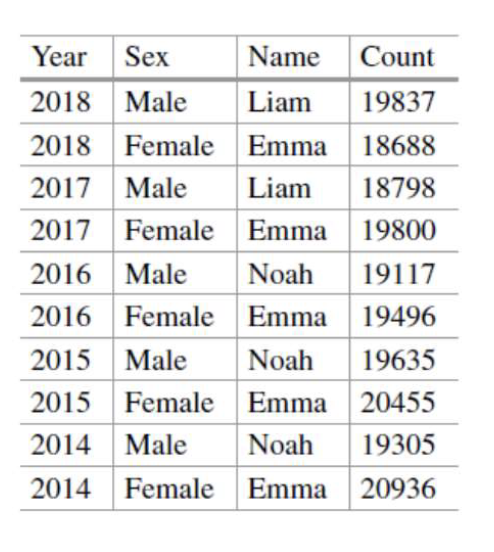 Year Sex Name Count
2018 Male Liam 19837
2018 Female Emma 18688
2017 Male Liam 18798
2017 Female Emma 19800
2016 Male Noah 19117
2016 Female Emma 19496
2015 Male Noah 19635
2015 Female Emma 20455
2014 Male Noah 19305
2014 Female Emma 20936